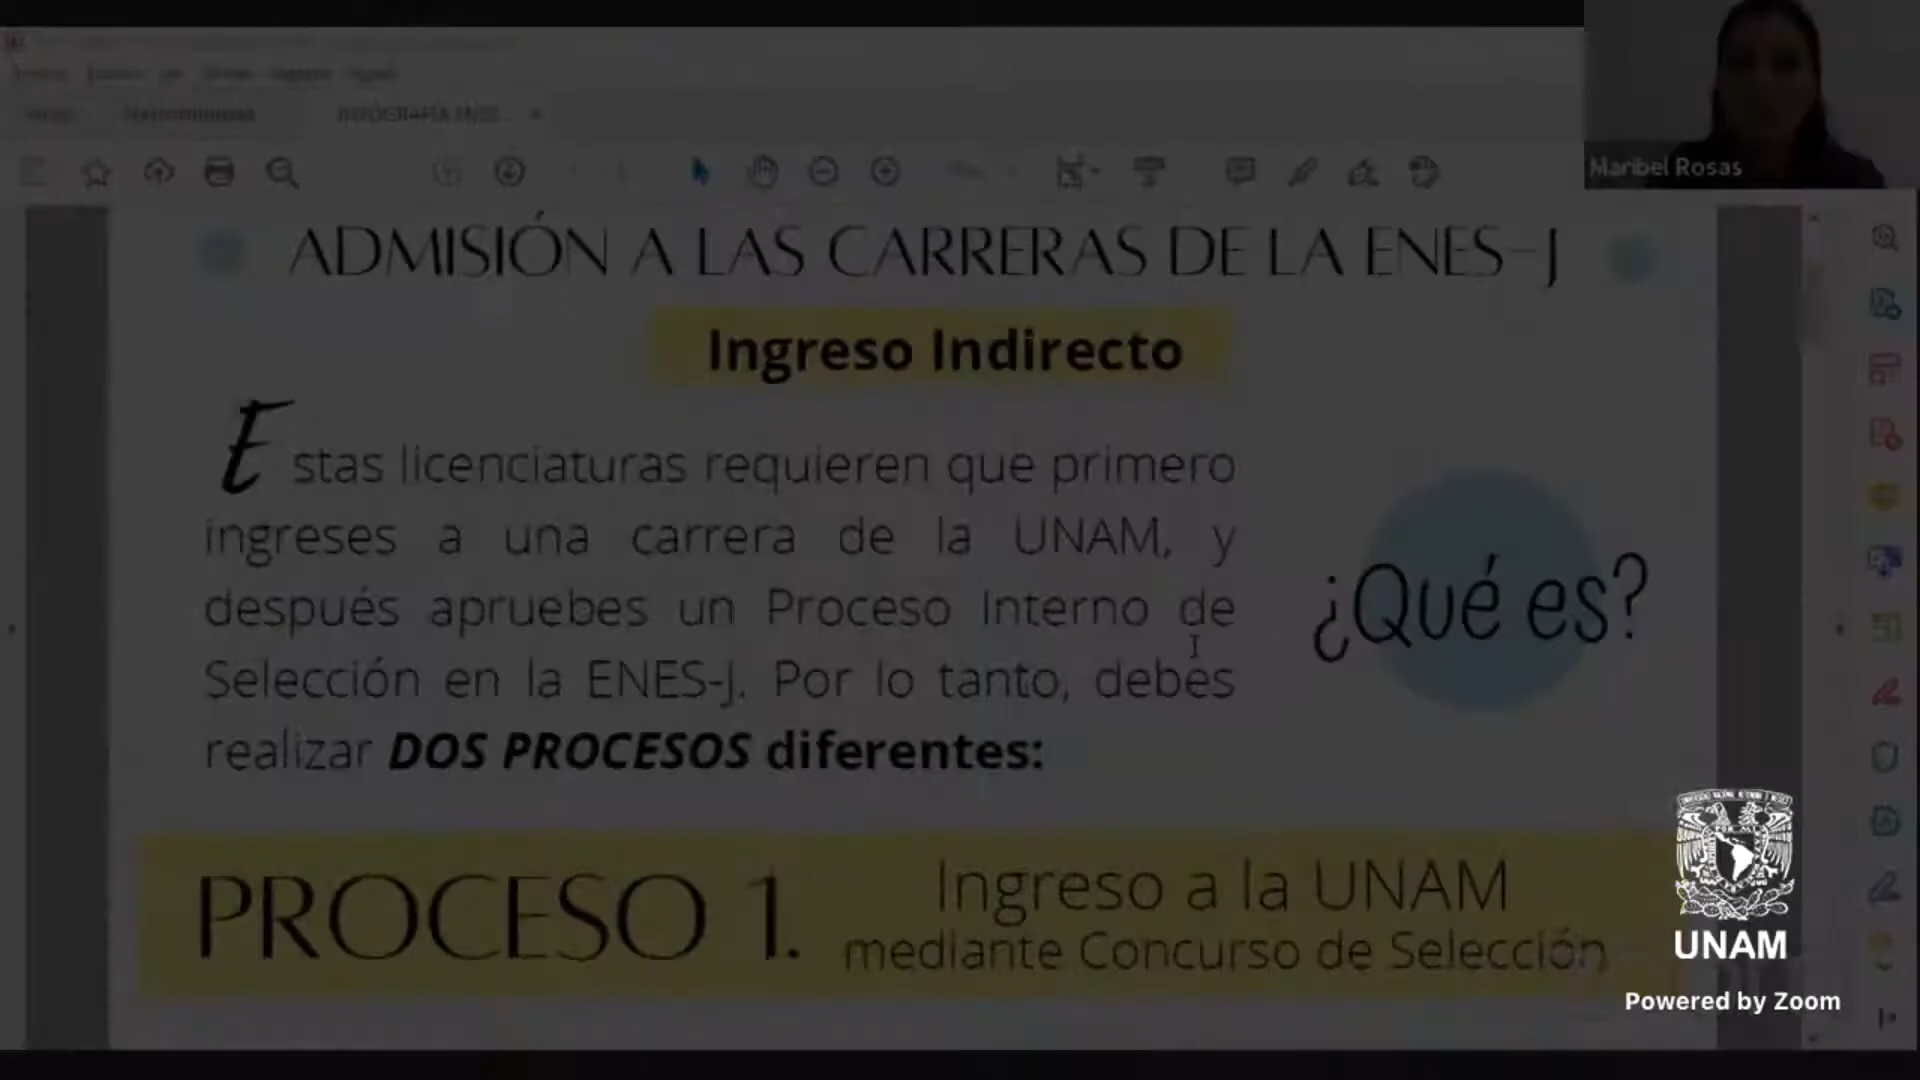 Maribel Rosas
ADMISIÓN A LAS CARRERAS DE LA ENES-J
Ingreso Indirecto
Estas licenciaturas requieren que primero
ingreses a una carrera de la UNAM, y
después apruebes un Proceso Interno de
Selección en la ENES-J. Por lo tanto, debes
realizar DOS PROCESOS diferentes:
¿Qué es?
PROCESO 1.
Ingreso a la UNAM
mediante Concurso de Selección
UNAM
Powered by Zoom